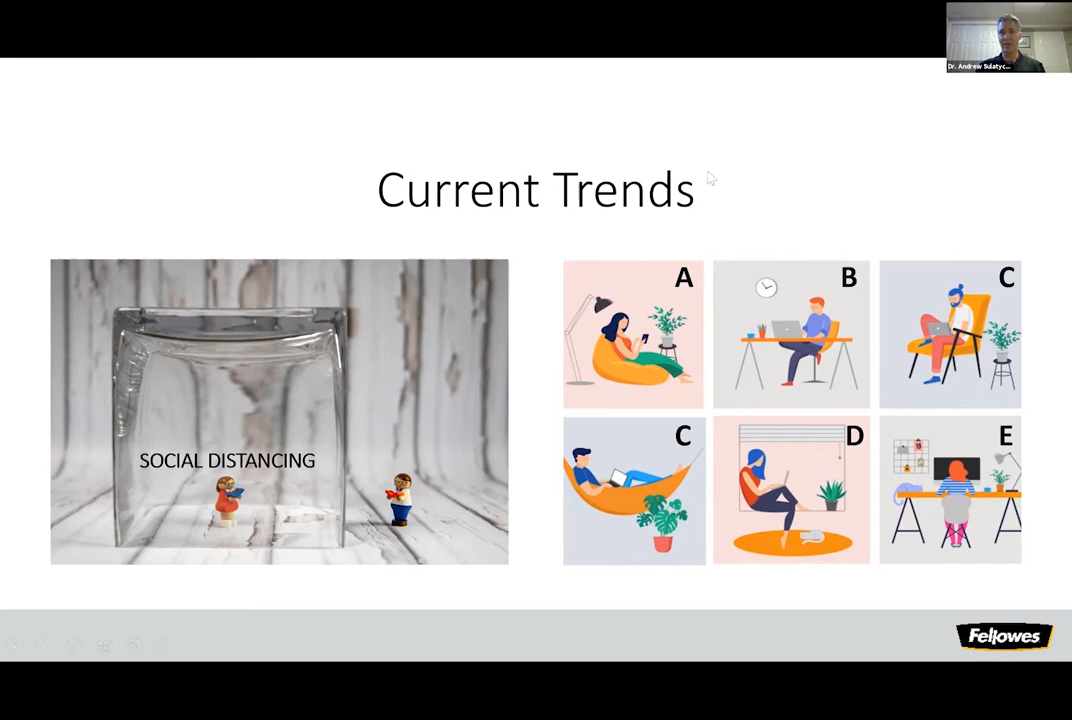 Dr. Andrew Sulatyc...
Current Trends
A
B
C
SOCIAL DISTANCING
C
D
E
Fellowes